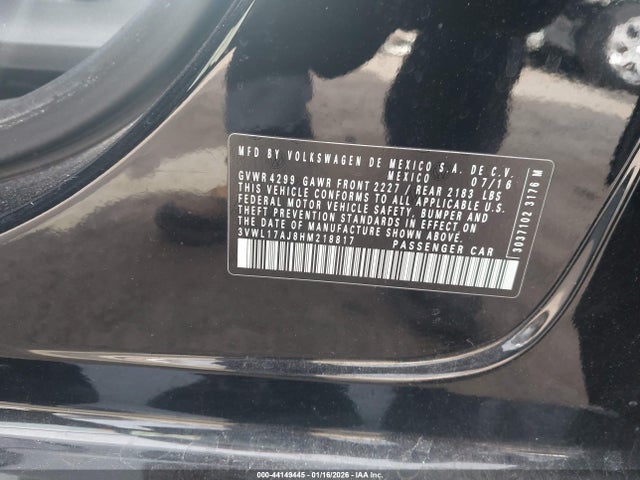 MFD BY VOLKSWAGEN DE MEXICO S.A. DE C.V.
MEXICO 07/16
GVWR 4299 GAWR FRONT 2227 / REAR 2183 LBS
THIS VEHICLE CONFORMS TO ALL APPLICABLE
FEDERAL MOTOR VEHICLE SAFETY, BUMPER AND
THEFT PREVENTION STANDARDS IN EFFECT ON
THE DATE OF MANUFACTURE SHOWN ABOVE.
3VWL17AJ8HM218817 PASSENGER CAR
3037102 3176 M
000-44149445 - 01/16/2026 - IAA Inc.